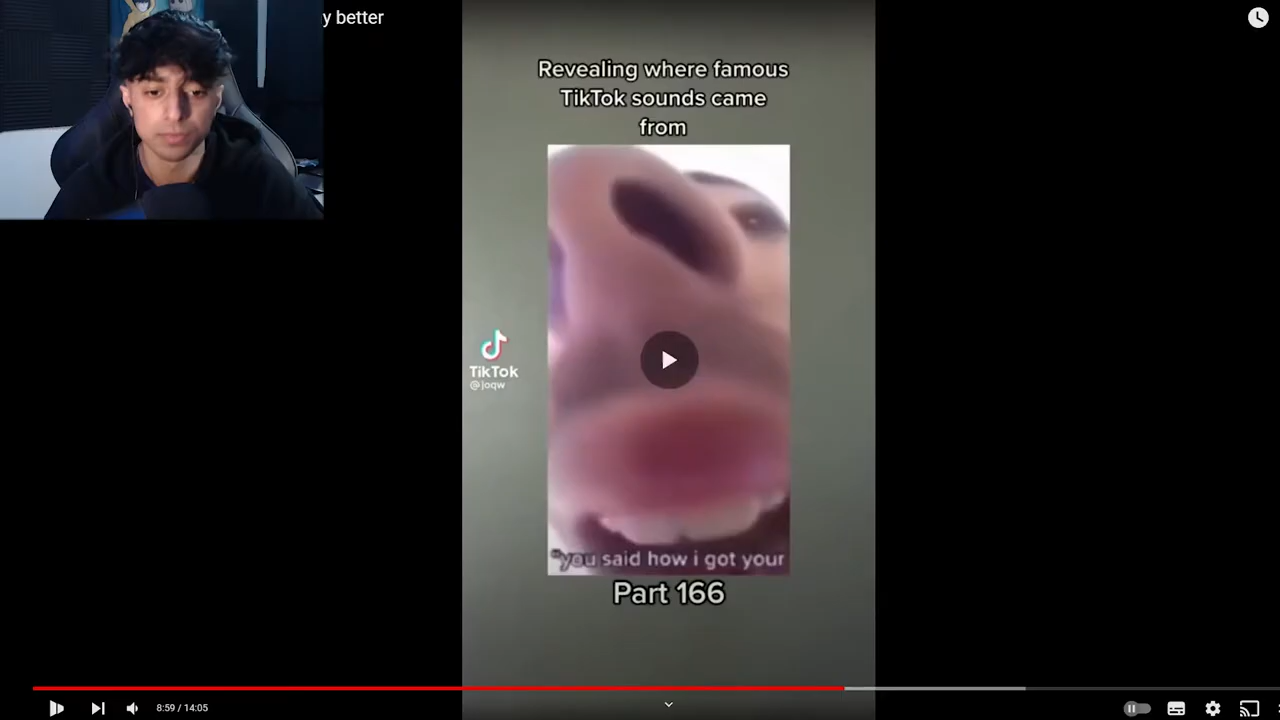 y better
Revealing where famous
TikTok sounds came
from
TikTok
@joqw
"you said how i got your
Part 166
8:59 / 14:05